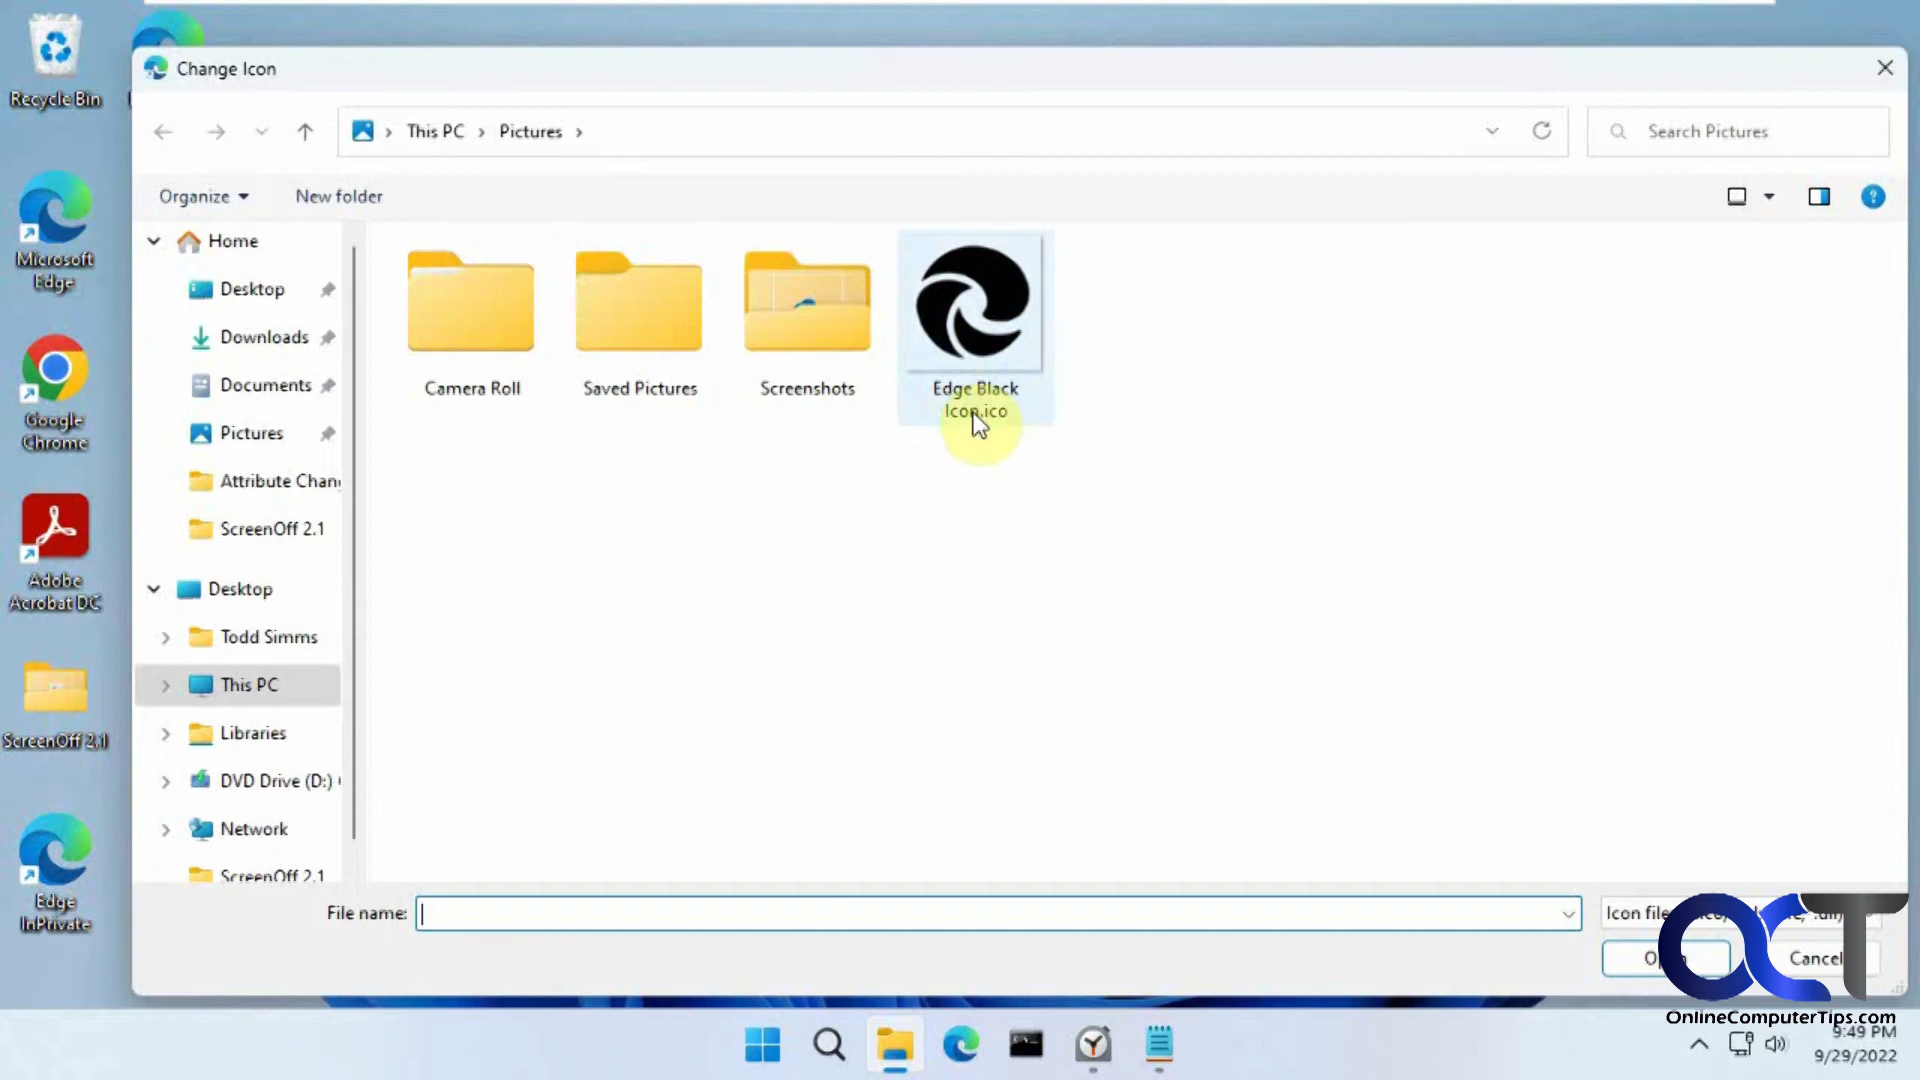 Recycle Bin
Change Icon
This PC
Pictures
Search Pictures
Organize
New folder
Home
Desktop
Downloads
Documents
Pictures
Attribute Chan
ScreenOff 2.1
Desktop
Todd Simms
This PC
Libraries
DVD Drive (D:)
Network
ScreenOff 2.1
Camera Roll
Saved Pictures
Screenshots
Edge Black
Icon.ico
Microsoft
Edge
Google
Chrome
Adobe
Acrobat DC
ScreenOff 2.1
Edge
InPrivate
File name:
Icon file
Cancel
OCT
OnlineComputerTips.com
9:49 PM
9/29/2022